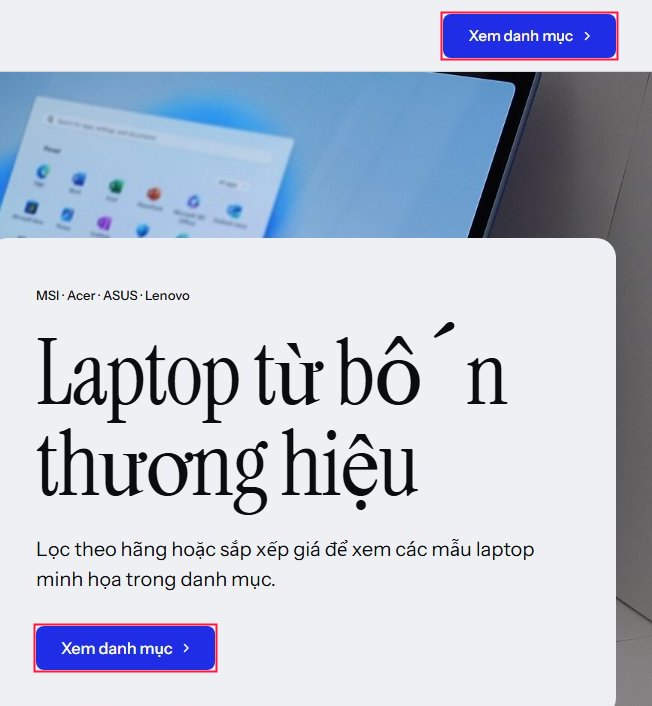 Xem danh mục
MSI · Acer · ASUS · Lenovo
Laptop từ bốn
thương hiệu
Lọc theo hãng hoặc sắp xếp giá để xem các mẫu laptop
minh họa trong danh mục.
Xem danh mục